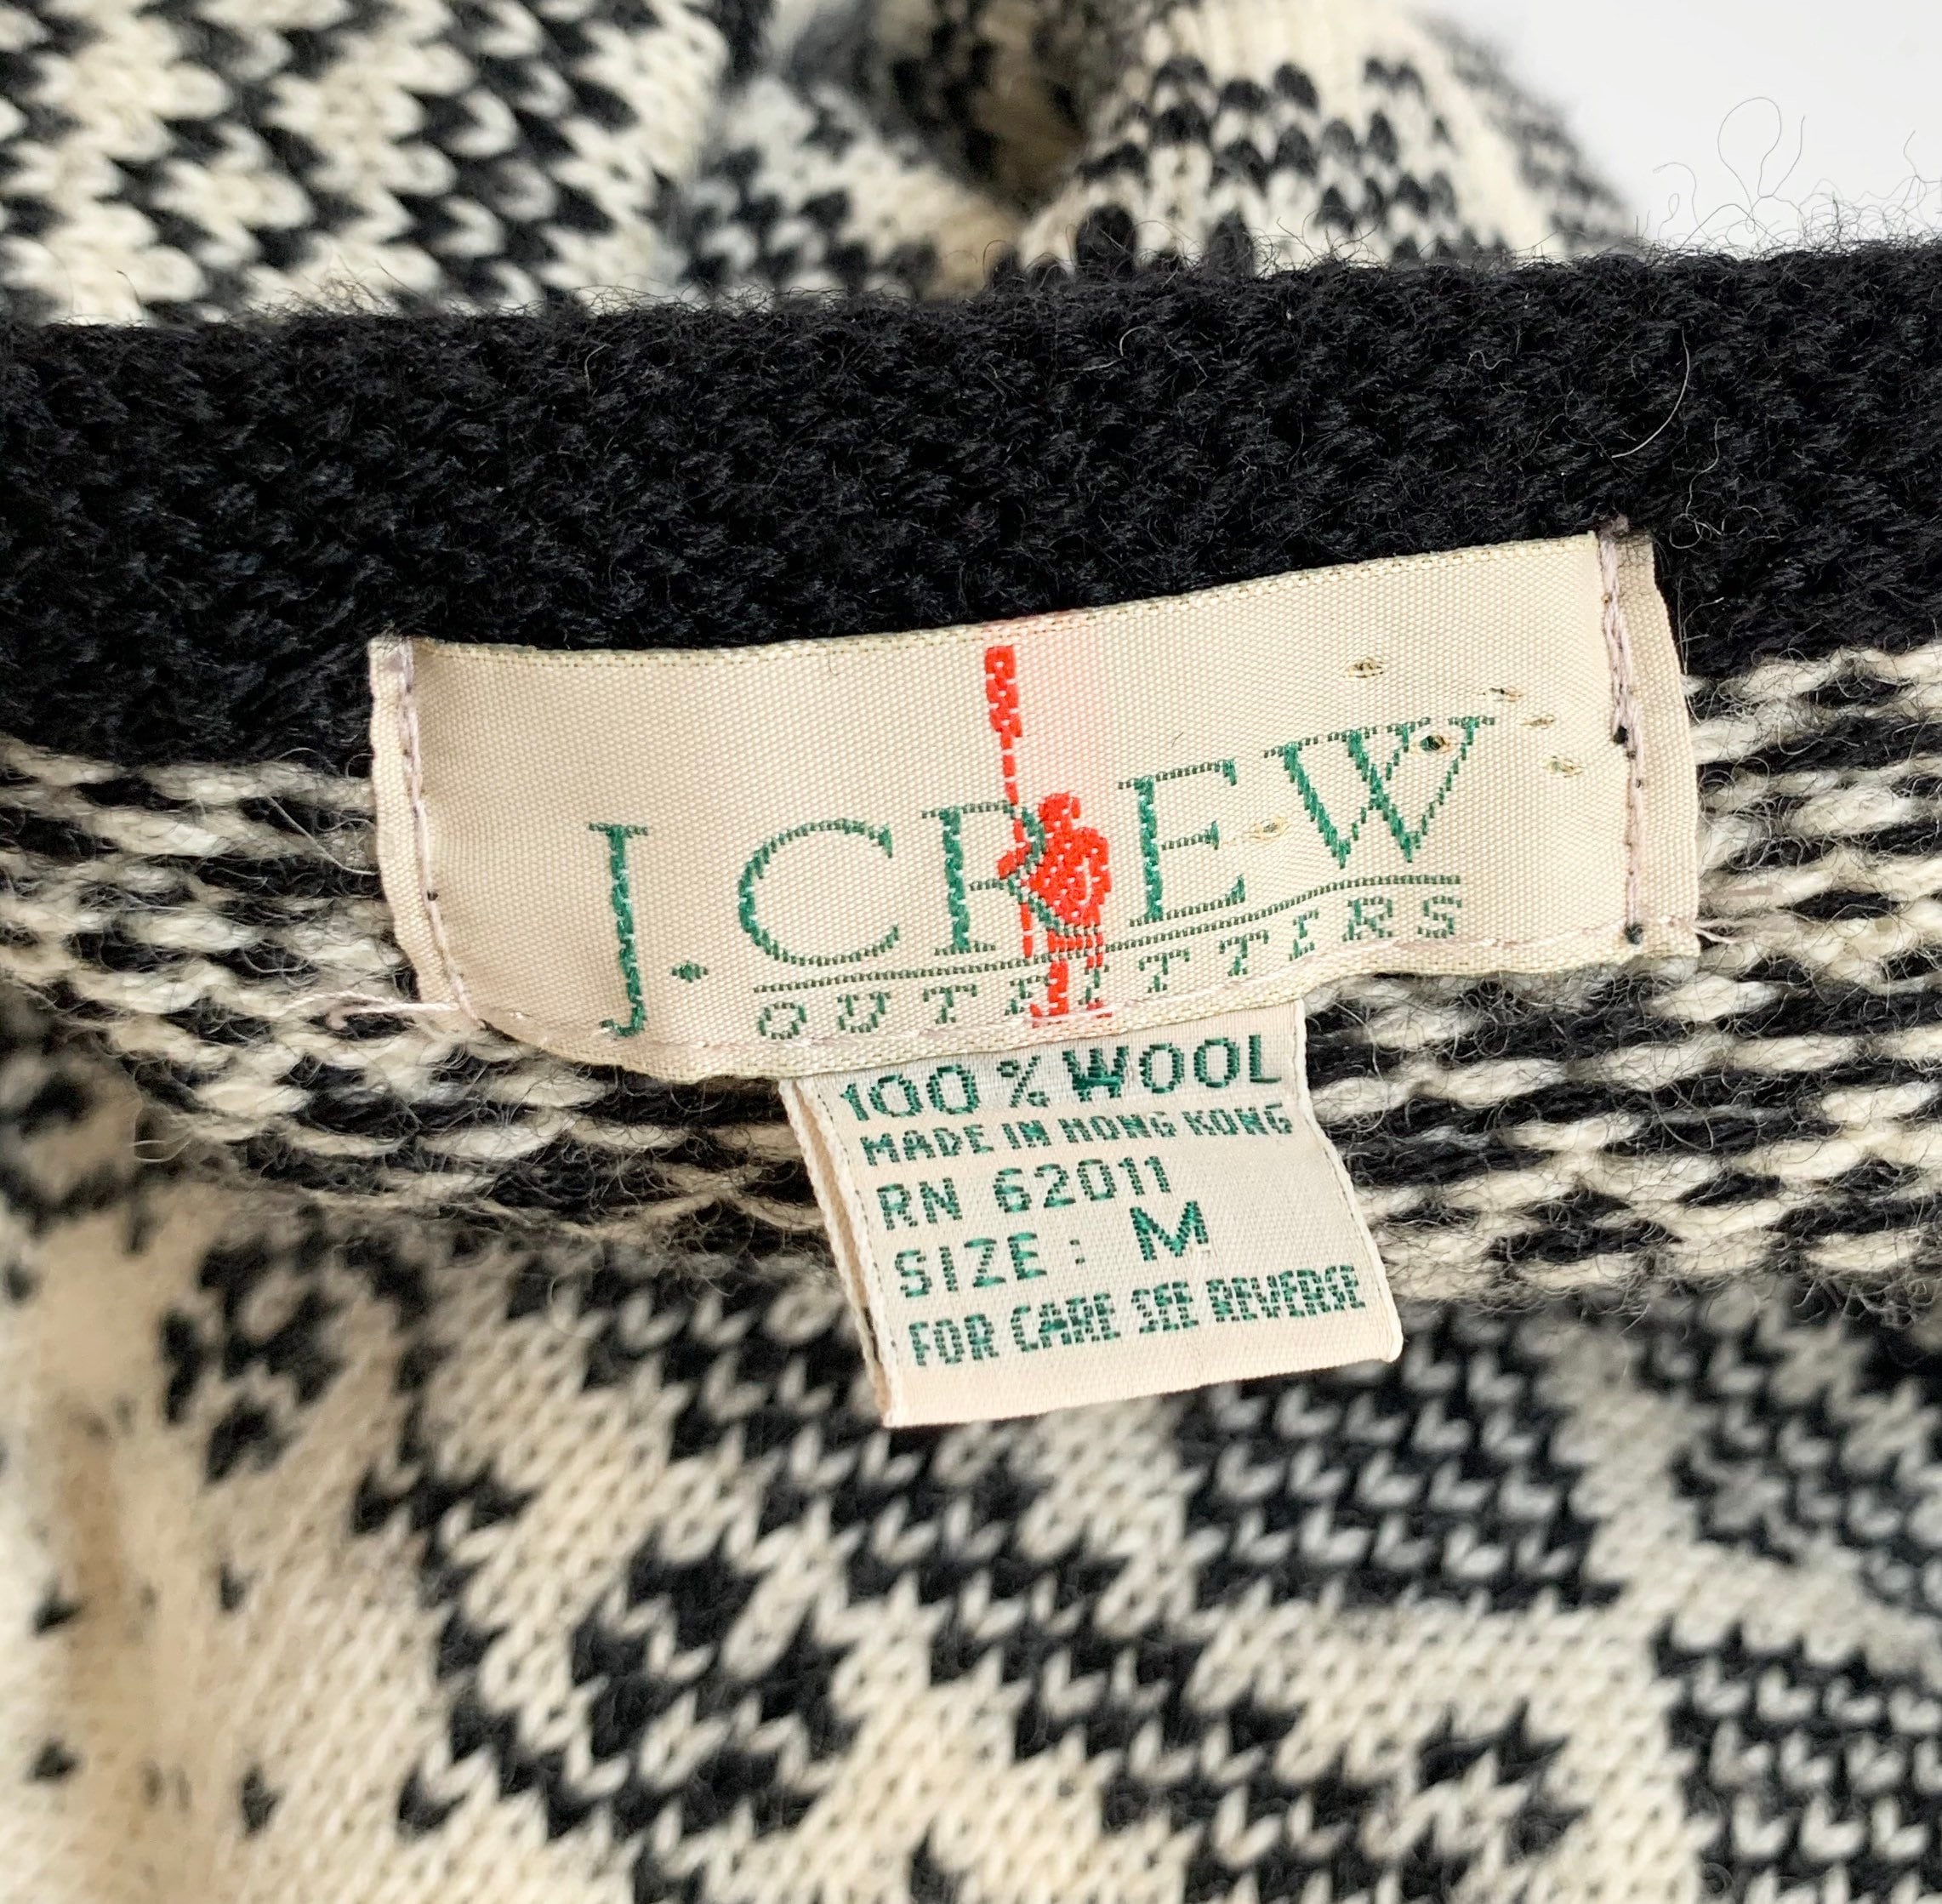 J. CREW
OUTFITTERS
100% WOOL
MADE IN HONG KONG
RN 62011
SIZE: M
FOR CARE SEE REVERSE